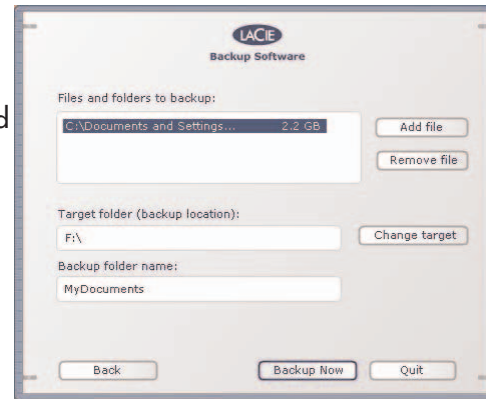 LACIE
Backup Software
Files and folders to backup:
C:\Documents and Settings... 2.2 GB
Add file
Remove file
Target folder (backup location):
F:\
Change target
Backup folder name:
MyDocuments
Back
Backup Now
Quit